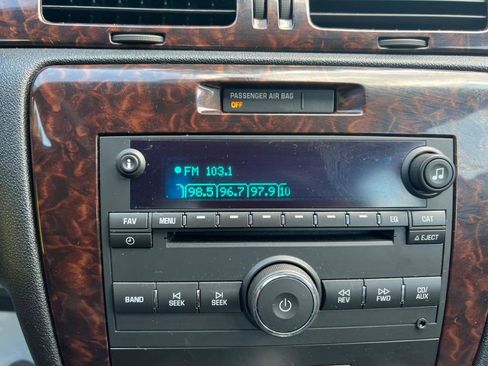 PASSENGER AIR BAG
OFF
FM 103.1
98.5 96.7 97.9 10
FAV MENU EQ CAT
EJECT
BAND SEEK SEEK REV FWD CD/
AUX